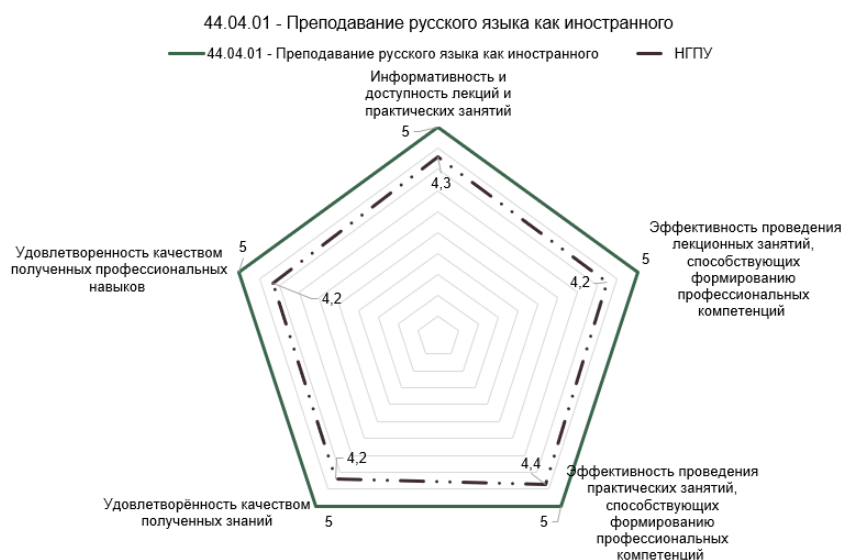 44.04.01 - Преподавание русского языка как иностранного
44.04.01 - Преподавание русского языка как иностранного
НГПУ
Информативность и
доступность лекций и
практических занятий
5
4,3
Эффективность проведения
лекционных занятий,
способствующих
формированию
профессиональных
компетенций
5
4,2
Удовлетворенность качеством
полученных профессиональных
навыков
5
4,2
Удовлетворённость качеством
полученных знаний
4,2
5
Эффективность проведения
практических занятий,
способствующих
формированию
профессиональных
компетенций
4,4
5